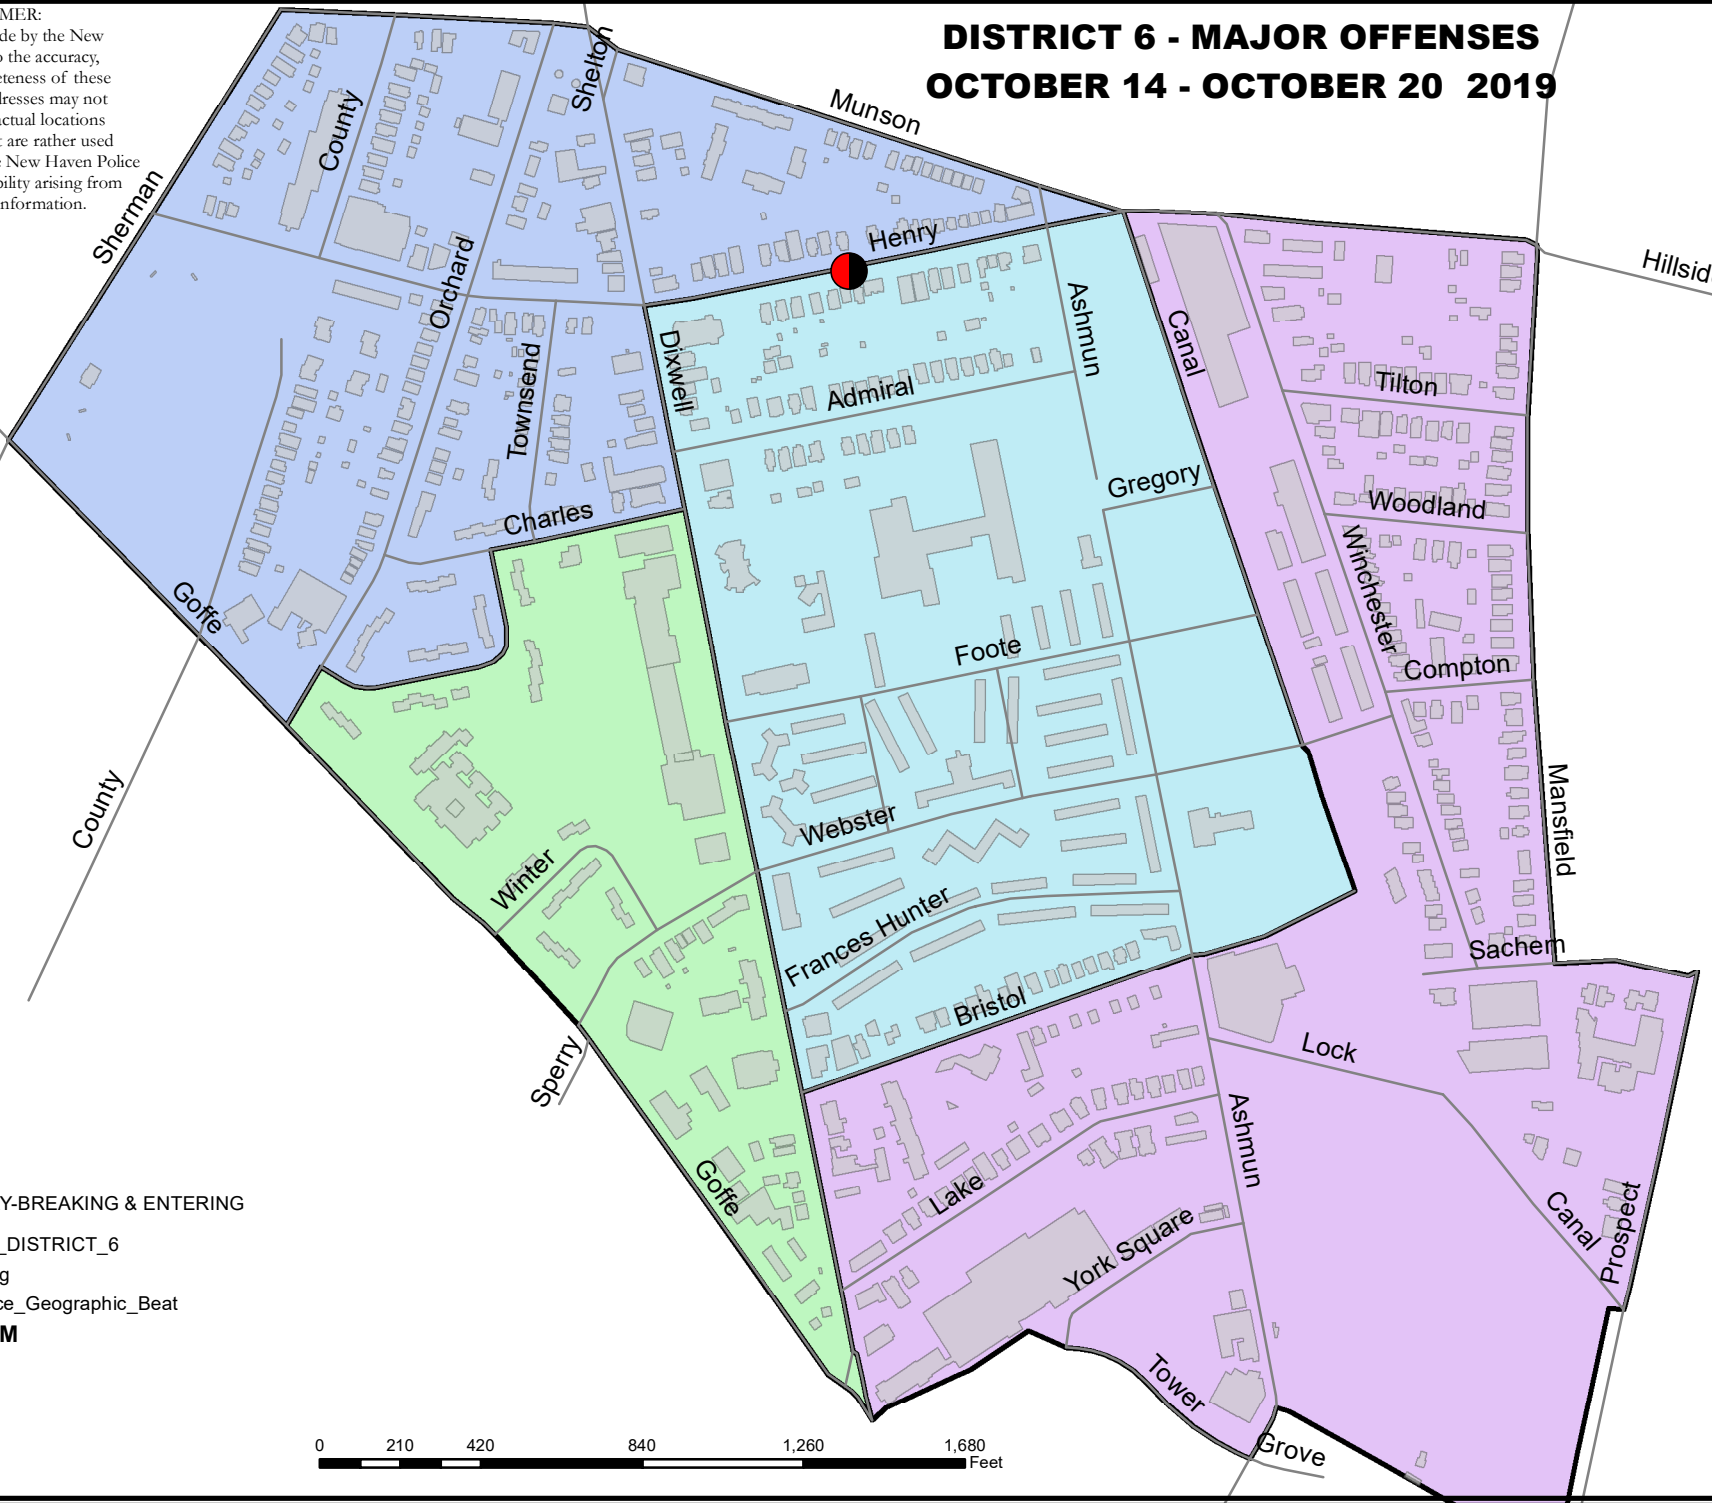 DISTRICT 6 - MAJOR OFFENSES
OCTOBER 14 - OCTOBER 20 2019
MER:
de by the New
o the accuracy,
eteness of these
dresses may not
actual locations
t are rather used
e New Haven Police
bility arising from
nformation.
Shelton
Munson
County
Sherman
Henry
Orchard
Hillsid
Ashmun
Canal
Dixwell
Townsend
Tilton
Admiral
Gregory
Woodland
Charles
Winchester
Goffe
Foote
Compton
County
Mansfield
Webster
Winter
Frances Hunter
Sachem
Bristol
Lock
Sperry
Ashmun
Goffe
Lake
Canal
Prospect
York Square
Tower
Grove
Y-BREAKING & ENTERING
_DISTRICT_6
g
ce_Geographic_Beat
M
0 210 420 840 1,260 1,680
Feet